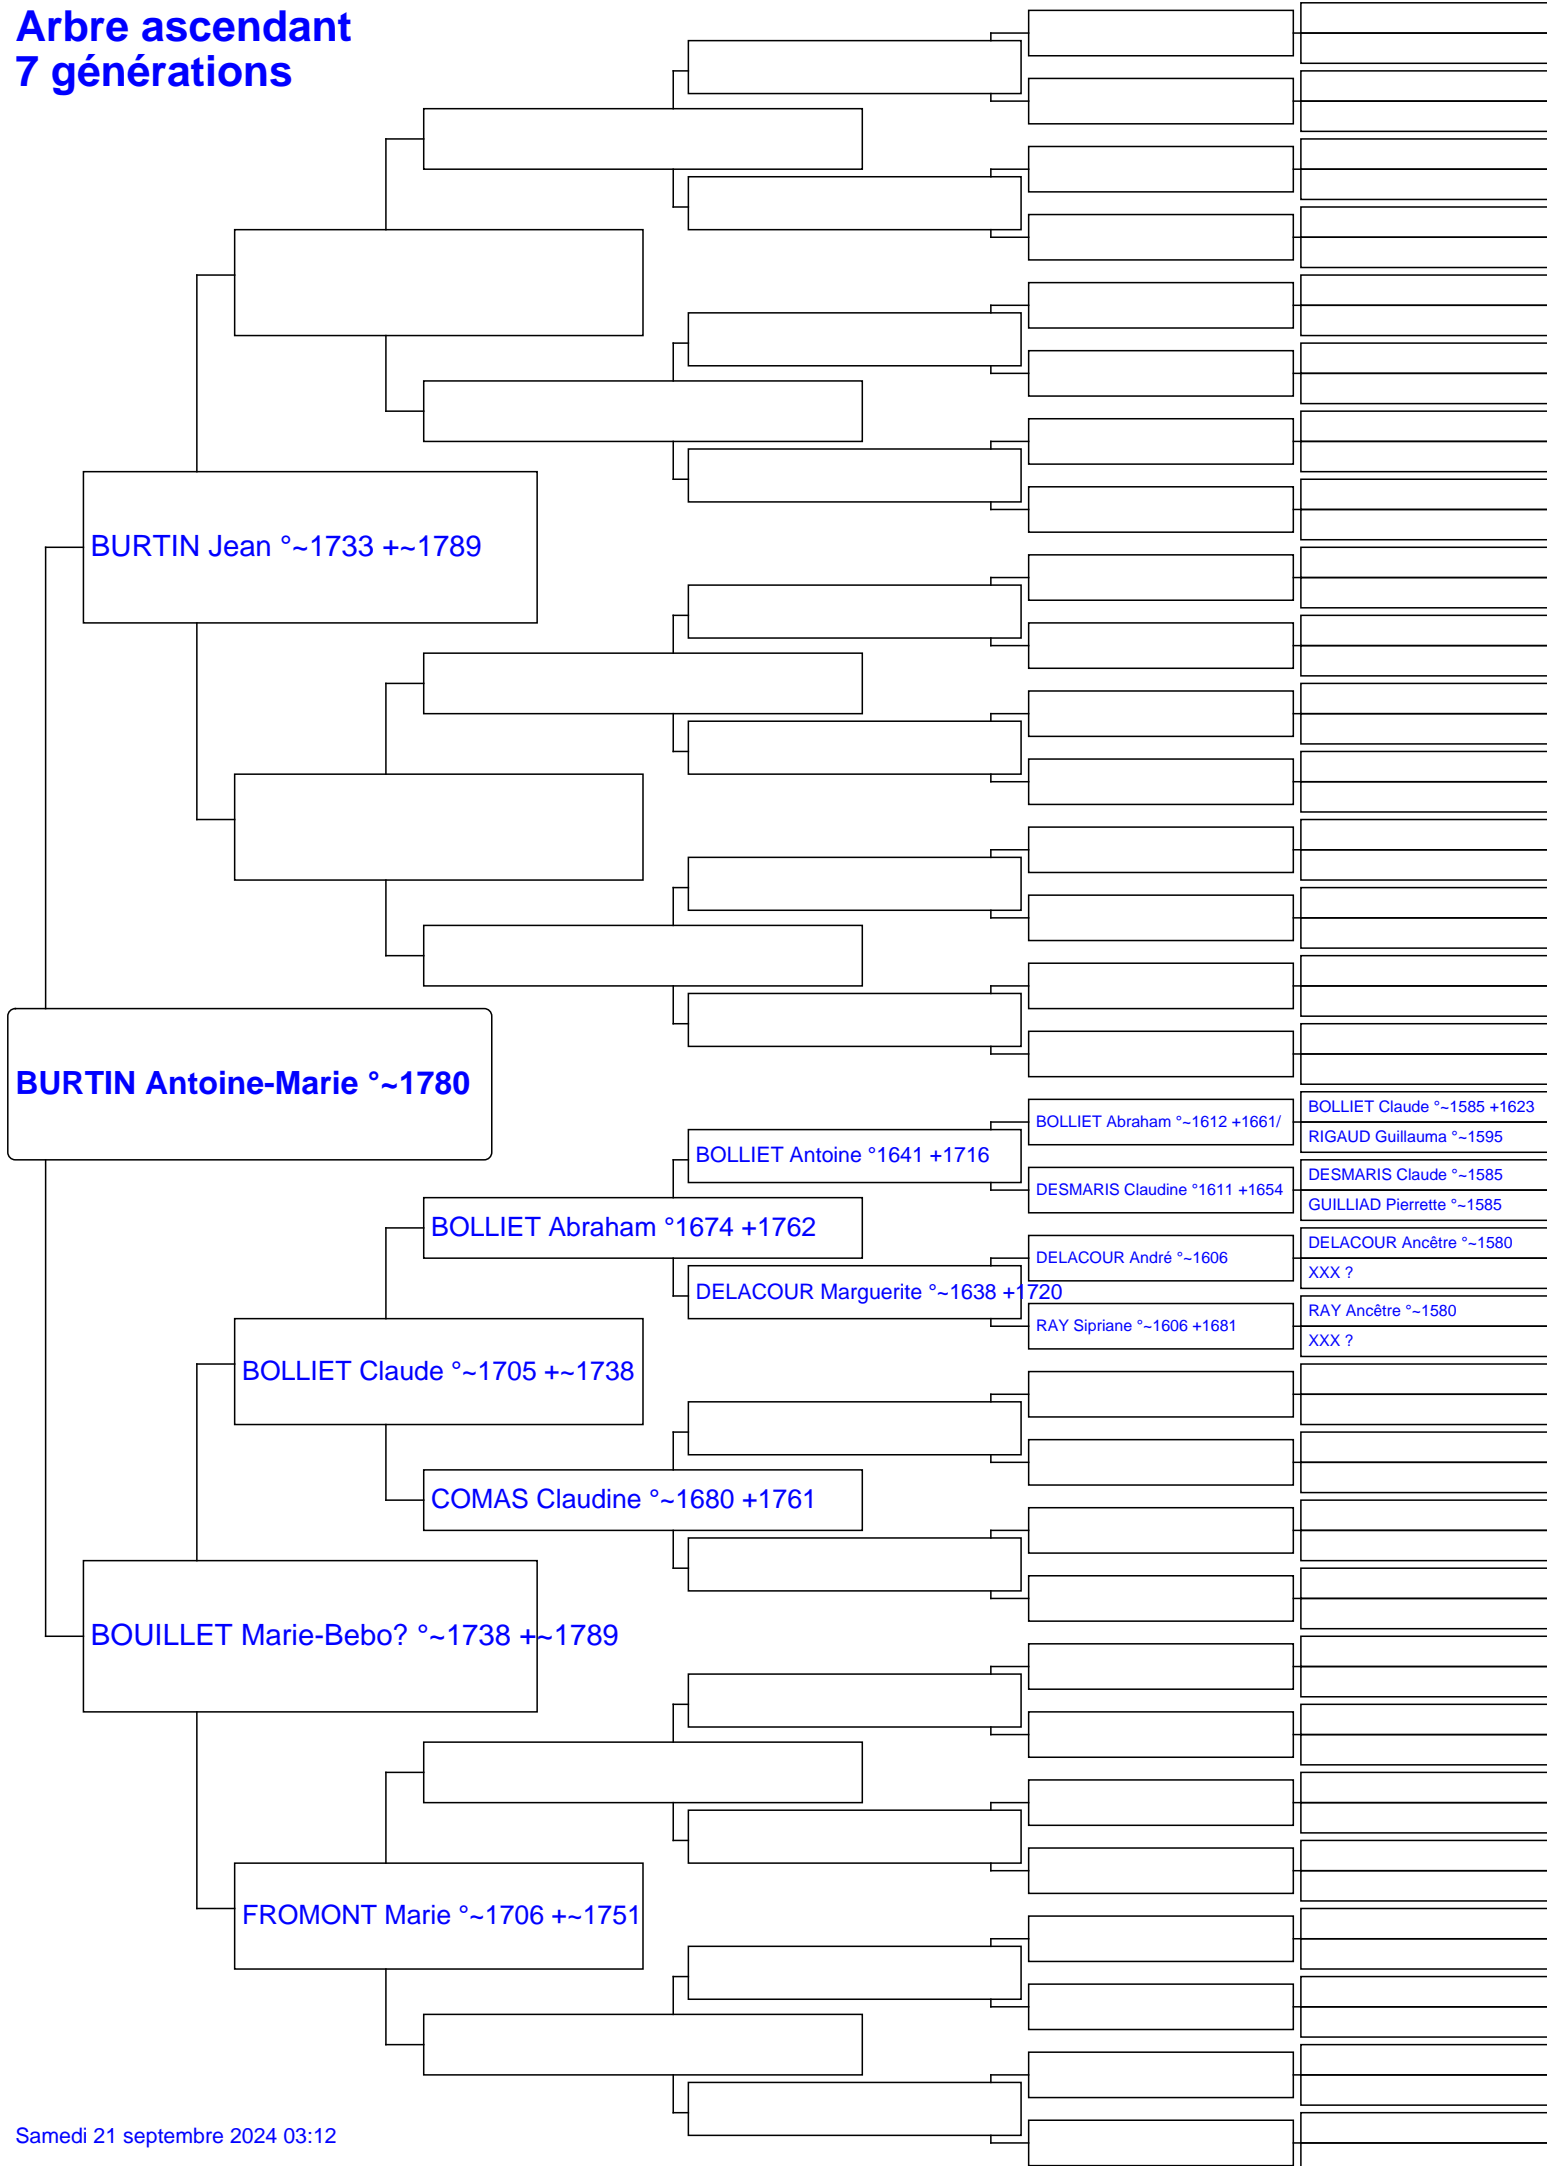 Arbre ascendant
7 générations
BURTIN Jean °~1733 +~1789
BURTIN Antoine-Marie °~1780
BOLLIET Abraham °~1612 +1661/
BOLLIET Claude °~1585 +1623
RIGAUD Guillauma °~1595
BOLLIET Antoine °1641 +1716
DESMARIS Claudine °1611 +1654
DESMARIS Claude °~1585
GUILLIAD Pierrette °~1585
BOLLIET Abraham °1674 +1762
DELACOUR André °~1606
DELACOUR Ancêtre °~1580
XXX ?
DELACOUR Marguerite °~1638 +1720
RAY Sipriane °~1606 +1681
RAY Ancêtre °~1580
XXX ?
BOLLIET Claude °~1705 +~1738
COMAS Claudine °~1680 +1761
BOUILLET Marie-Bebo? °~1738 +~1789
FROMONT Marie °~1706 +~1751
Samedi 21 septembre 2024 03:12